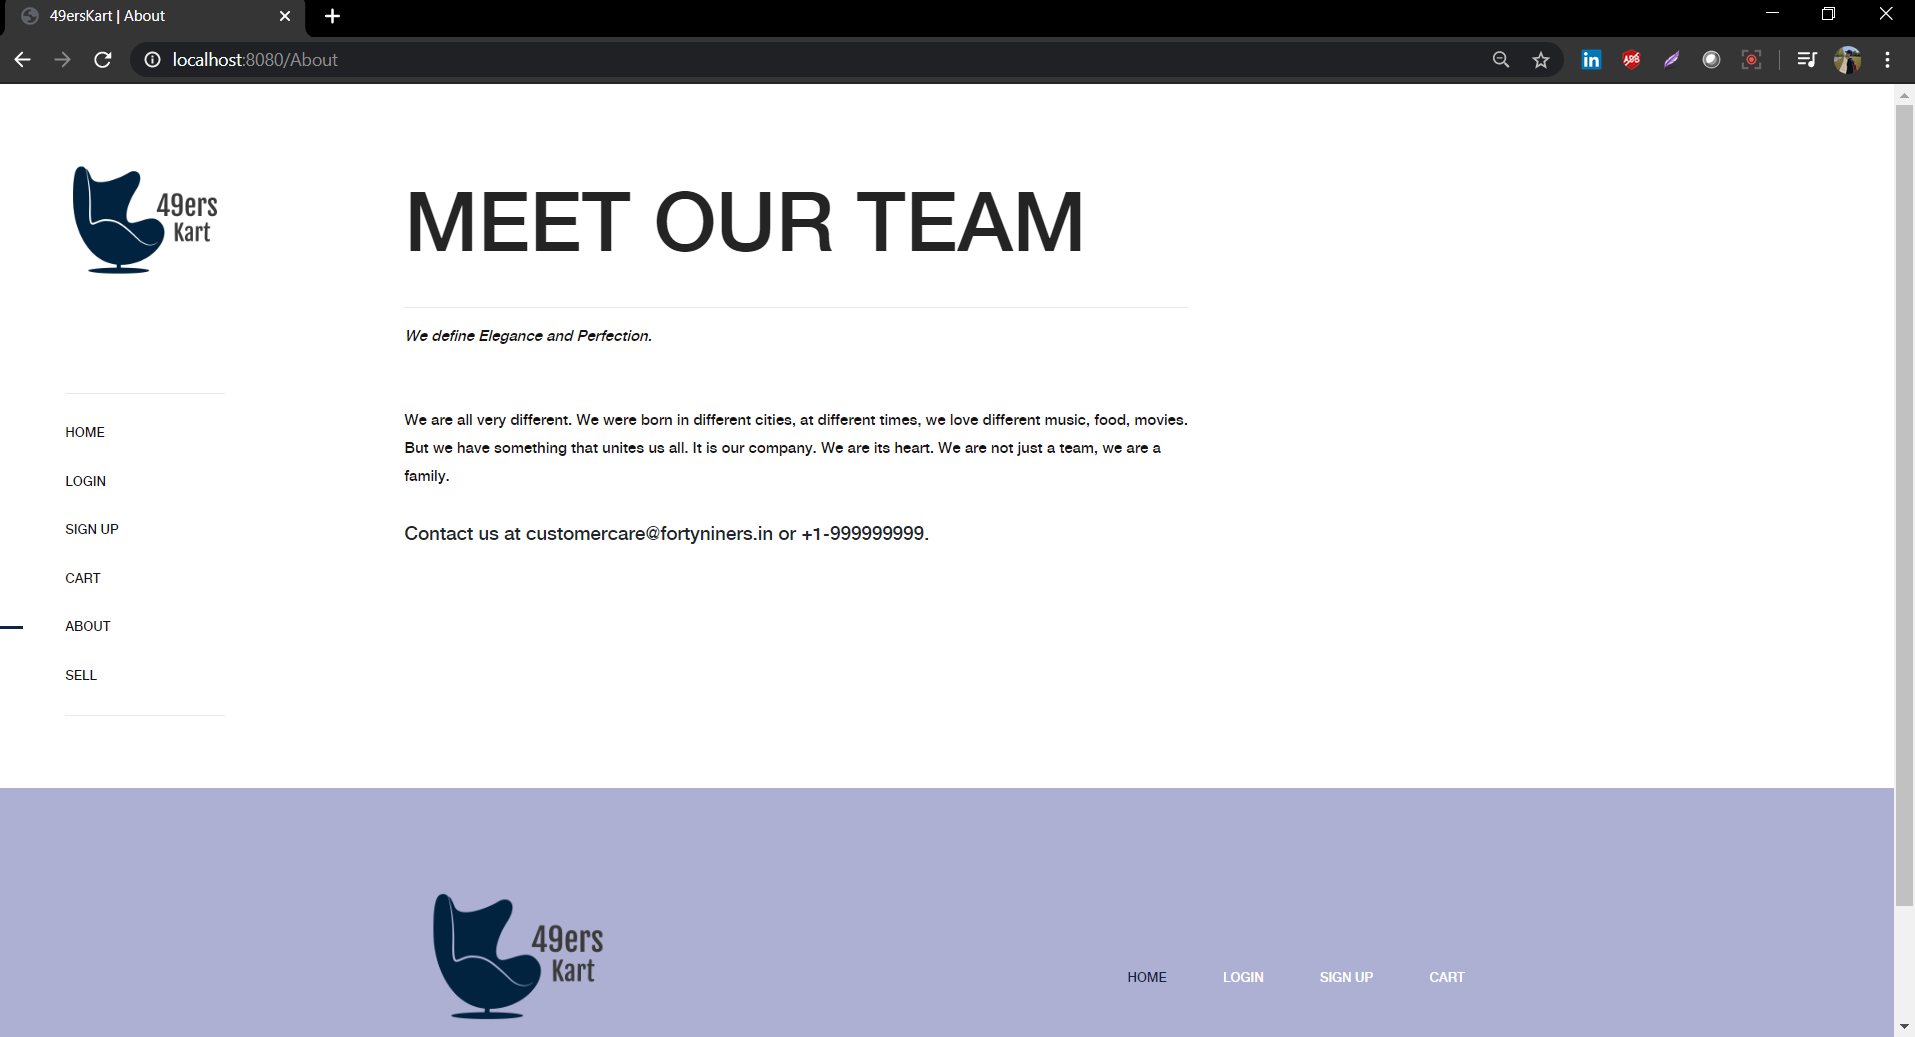 49ersKart | About
localhost:8080/About
in
ABP
49ers
Kart
MEET OUR TEAM
We define Elegance and Perfection.
HOME
LOGIN
SIGN UP
CART
ABOUT
SELL
We are all very different. We were born in different cities, at different times, we love different music, food, movies.
But we have something that unites us all. It is our company. We are its heart. We are not just a team, we are a
family.
Contact us at customercare@fortyniners.in or +1-999999999.
49ers
Kart
HOME LOGIN SIGN UP CART